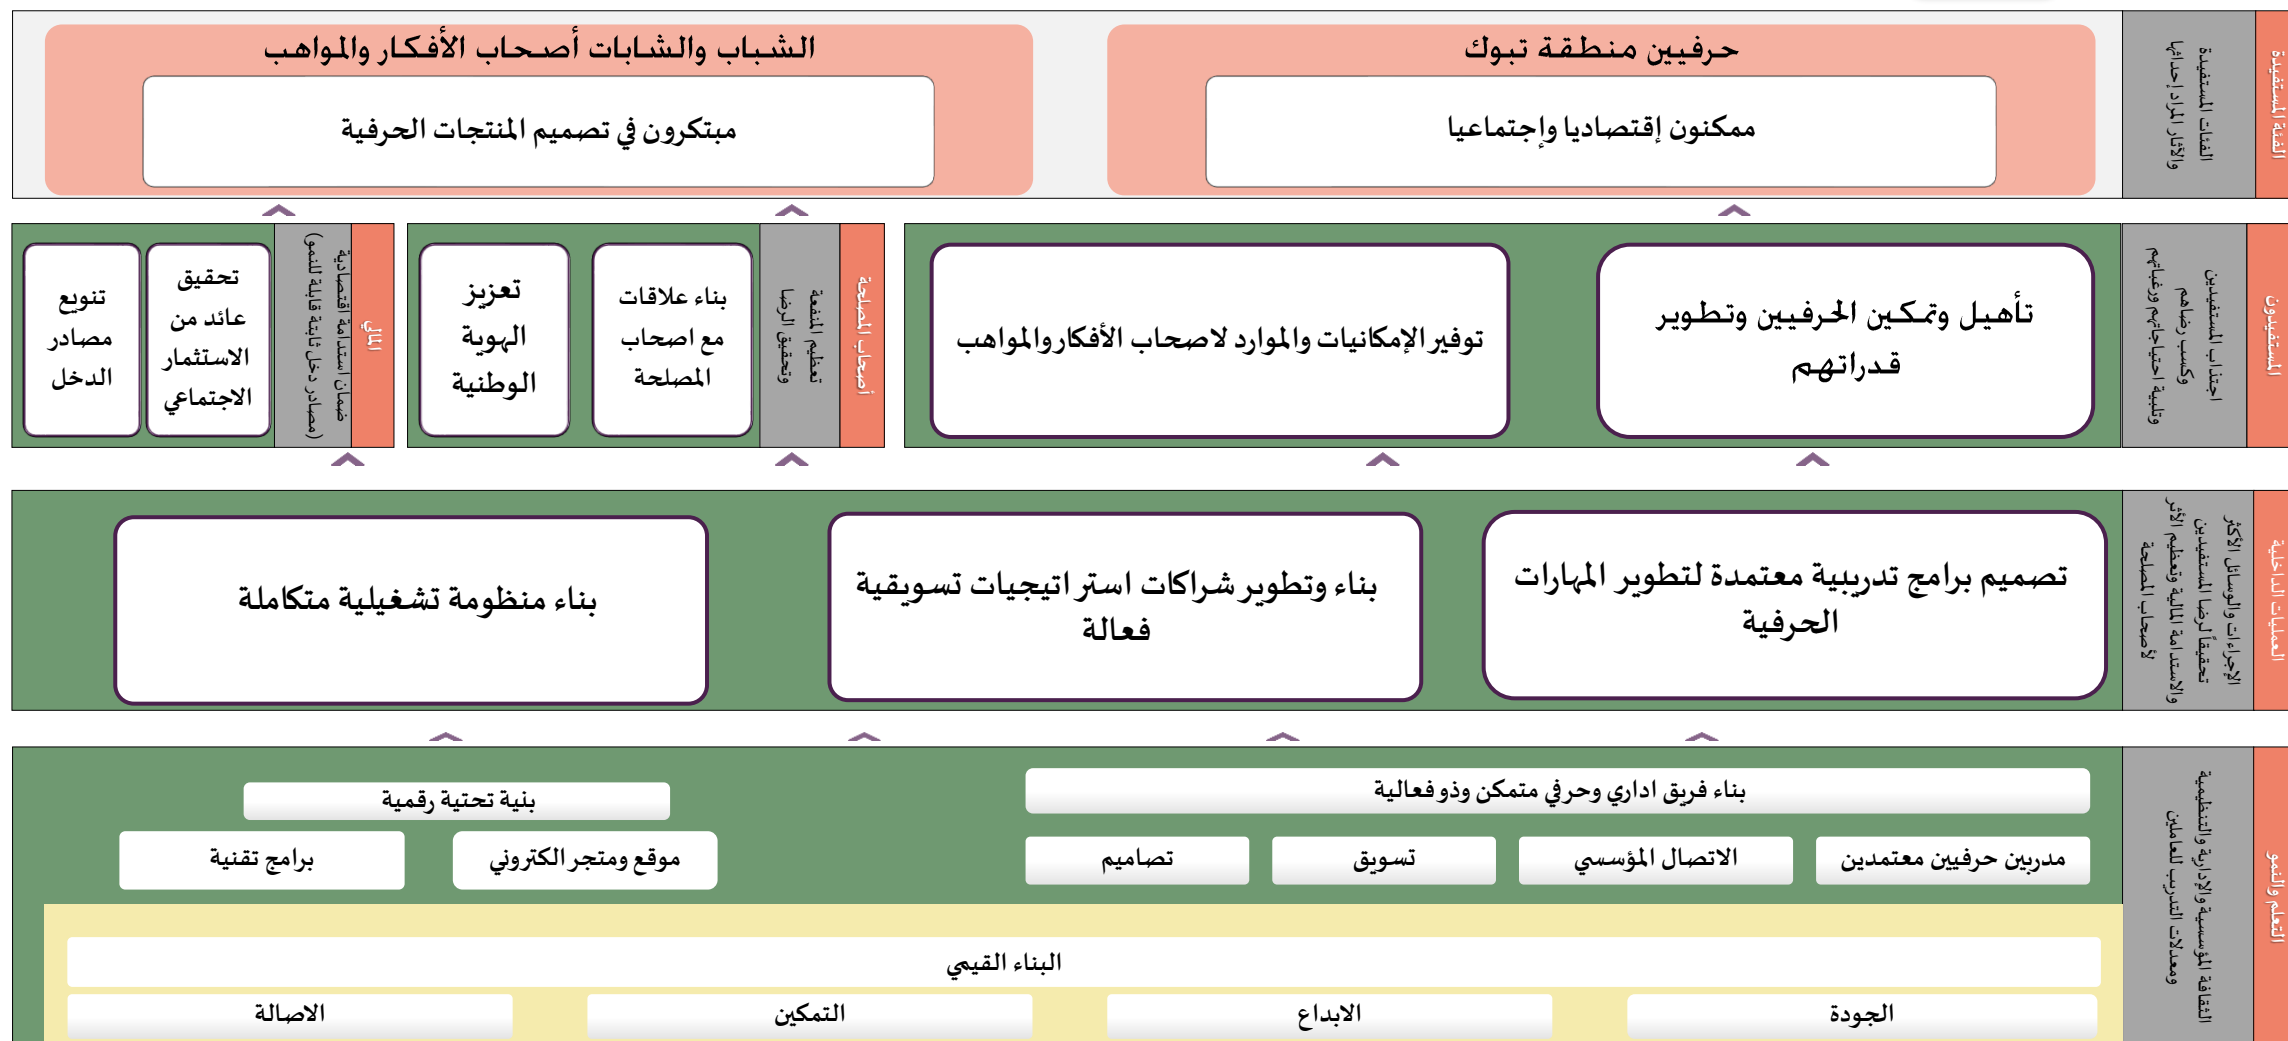 الفئة المستفيدة
الفئات المستفيدة
والآثار المراد إحداثها
حرفيين منطقة تبوك
ممكنون إقتصاديا وإجتماعيا
الشباب والشابات أصحاب الأفكار والمواهب
مبتكرون في تصميم المنتجات الحرفية
المستفيدون
اجتذاب المستفيدين
وكسب رضاهم
وتلبية احتياجاتهم ورغباتهم
تأهيل وتمكين الحرفيين وتطوير
قدراتهم
توفير الإمكانيات والموارد لاصحاب الأفكار والمواهب
أصحاب المصلحة
تعظيم المنفعة
وتحقيق الرضا
بناء علاقات
مع اصحاب
المصلحة
تعزيز
الهوية
الوطنية
المالي
ضمان استدامة اقتصادية
(مصادر دخل ثابتة قابلة للنمو)
تحقيق
عائد من
الاستثمار
الاجتماعي
تنويع
مصادر
الدخل
العمليات الداخلية
الإجراءات والوسائل الأكثر
تحقيقاً لرضا المستفيدين
والاستدامة المالية وتعظيم الأثر
لأصحاب المصلحة
تصميم برامج تدريبية معتمدة لتطوير المهارات
الحرفية
بناء وتطوير شراكات استراتيجيات تسويقية
فعالة
بناء منظومة تشغيلية متكاملة
التعلم والنمو
الثقافة المؤسسية والإدارية والتنظيمية
ومعدلات التدريب للعاملين
بناء فريق اداري وحرفي متمكن وذو فعالية
مدربين حرفيين معتمدين
الاتصال المؤسسي
تسويق
تصاميم
بنية تحتية رقمية
موقع ومتجر الكتروني
برامج تقنية
البناء القيمي
الجودة
الابداع
التمكين
الاصالة